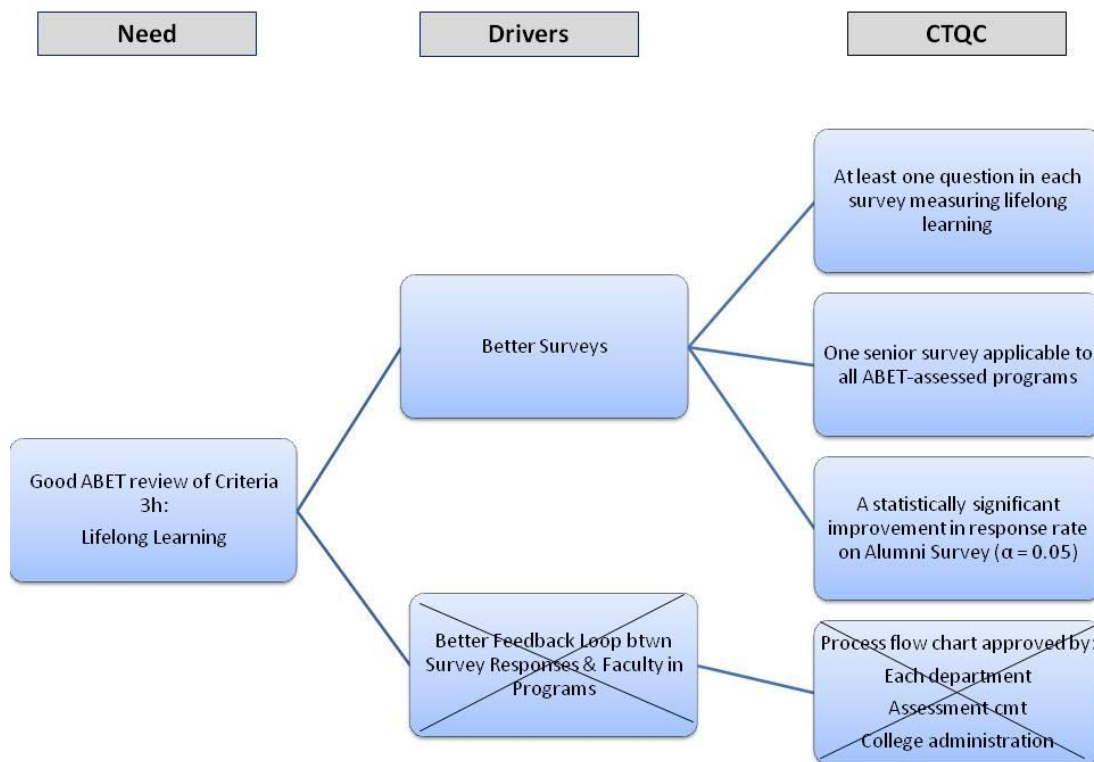 Need
Drivers
CTQC
At least one question in each
survey measuring lifelong
learning
Better Surveys
One senior survey applicable to
all ABET-assessed programs
Good ABET review of Criteria
3h:
Lifelong Learning
A statistically significant
improvement in response rate
on Alumni Survey (α = 0.05)
Better Feedback Loop btwn
Survey Responses & Faculty in
Programs
Process flow chart approved by:
Each department
Assessment cmt
College administration